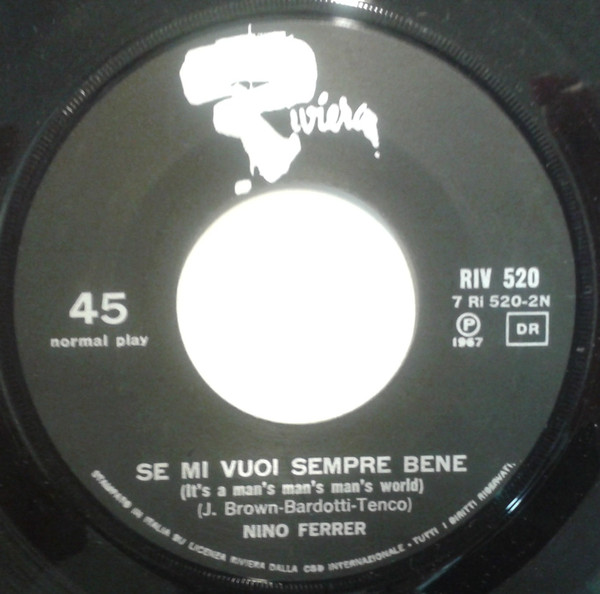 Riviera
45
normal play
RIV 520
7 Ri 520-2N
Ⓟ
1967
DR
SE MI VUOI SEMPRE BENE
(It's a man's man's man's world)
(J. Brown-Bardotti-Tenco)
NINO FERRER
STAMPATO IN ITALIA SU LICENZA RIVIERA DALLA CBS INTERNAZIONALE • TUTTI I DIRITTI RISERVATI.